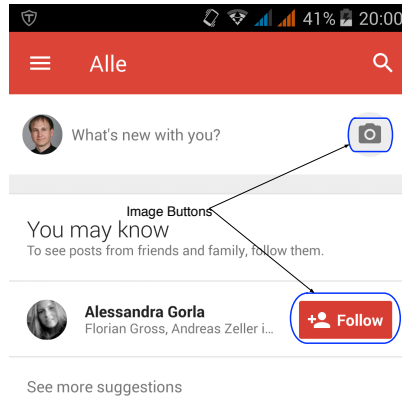 41% 20:00
Alle
What's new with you?
Image Buttons
You may know
To see posts from friends and family, follow them.
Alessandra Gorla
Florian Gross, Andreas Zeller i...
Follow
See more suggestions